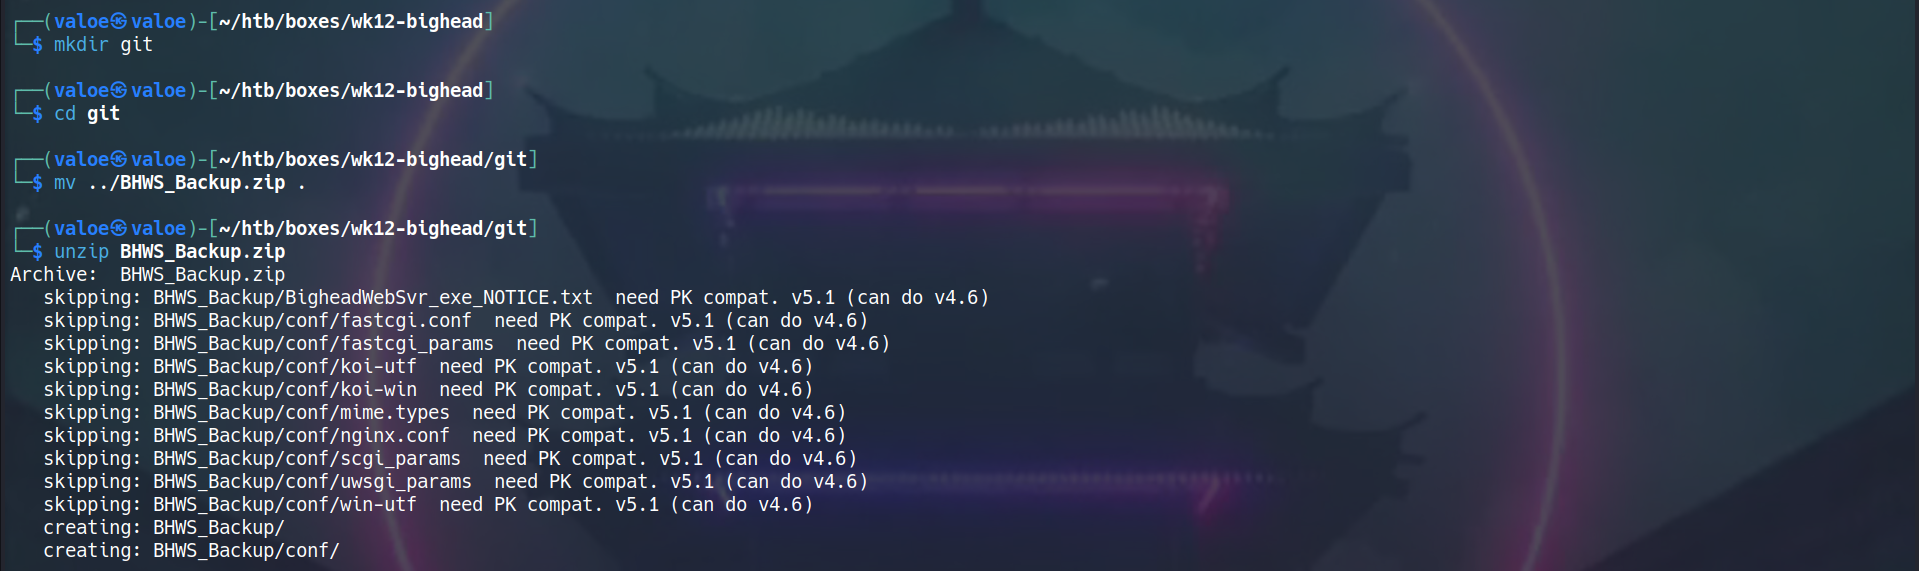 ┌──(valoe㉿valoe)-[~/htb/boxes/wk12-bighead]
└─$ mkdir git
┌──(valoe㉿valoe)-[~/htb/boxes/wk12-bighead]
└─$ cd git
┌──(valoe㉿valoe)-[~/htb/boxes/wk12-bighead/git]
└─$ mv ../BHWS_Backup.zip .
┌──(valoe㉿valoe)-[~/htb/boxes/wk12-bighead/git]
└─$ unzip BHWS_Backup.zip
Archive:  BHWS_Backup.zip
   skipping: BHWS_Backup/BigheadWebSvr_exe_NOTICE.txt  need PK compat. v5.1 (can do v4.6)
   skipping: BHWS_Backup/conf/fastcgi.conf  need PK compat. v5.1 (can do v4.6)
   skipping: BHWS_Backup/conf/fastcgi_params  need PK compat. v5.1 (can do v4.6)
   skipping: BHWS_Backup/conf/koi-utf  need PK compat. v5.1 (can do v4.6)
   skipping: BHWS_Backup/conf/koi-win  need PK compat. v5.1 (can do v4.6)
   skipping: BHWS_Backup/conf/mime.types  need PK compat. v5.1 (can do v4.6)
   skipping: BHWS_Backup/conf/nginx.conf  need PK compat. v5.1 (can do v4.6)
   skipping: BHWS_Backup/conf/scgi_params  need PK compat. v5.1 (can do v4.6)
   skipping: BHWS_Backup/conf/uwsgi_params  need PK compat. v5.1 (can do v4.6)
   skipping: BHWS_Backup/conf/win-utf  need PK compat. v5.1 (can do v4.6)
   creating: BHWS_Backup/
   creating: BHWS_Backup/conf/